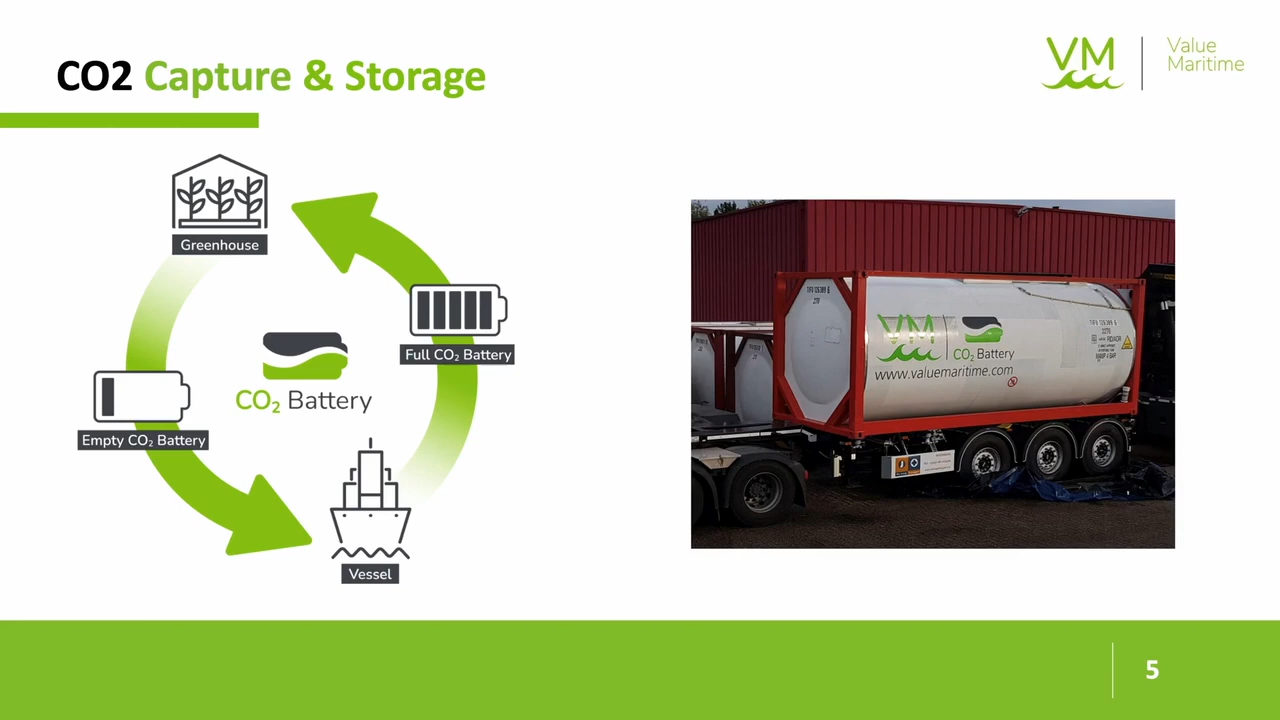 CO2 Capture & Storage
VM
Value
Maritime
Greenhouse
Full CO₂ Battery
CO₂ Battery
Empty CO₂ Battery
Vessel
VM
CO₂ Battery
www.valuemaritime.com
5